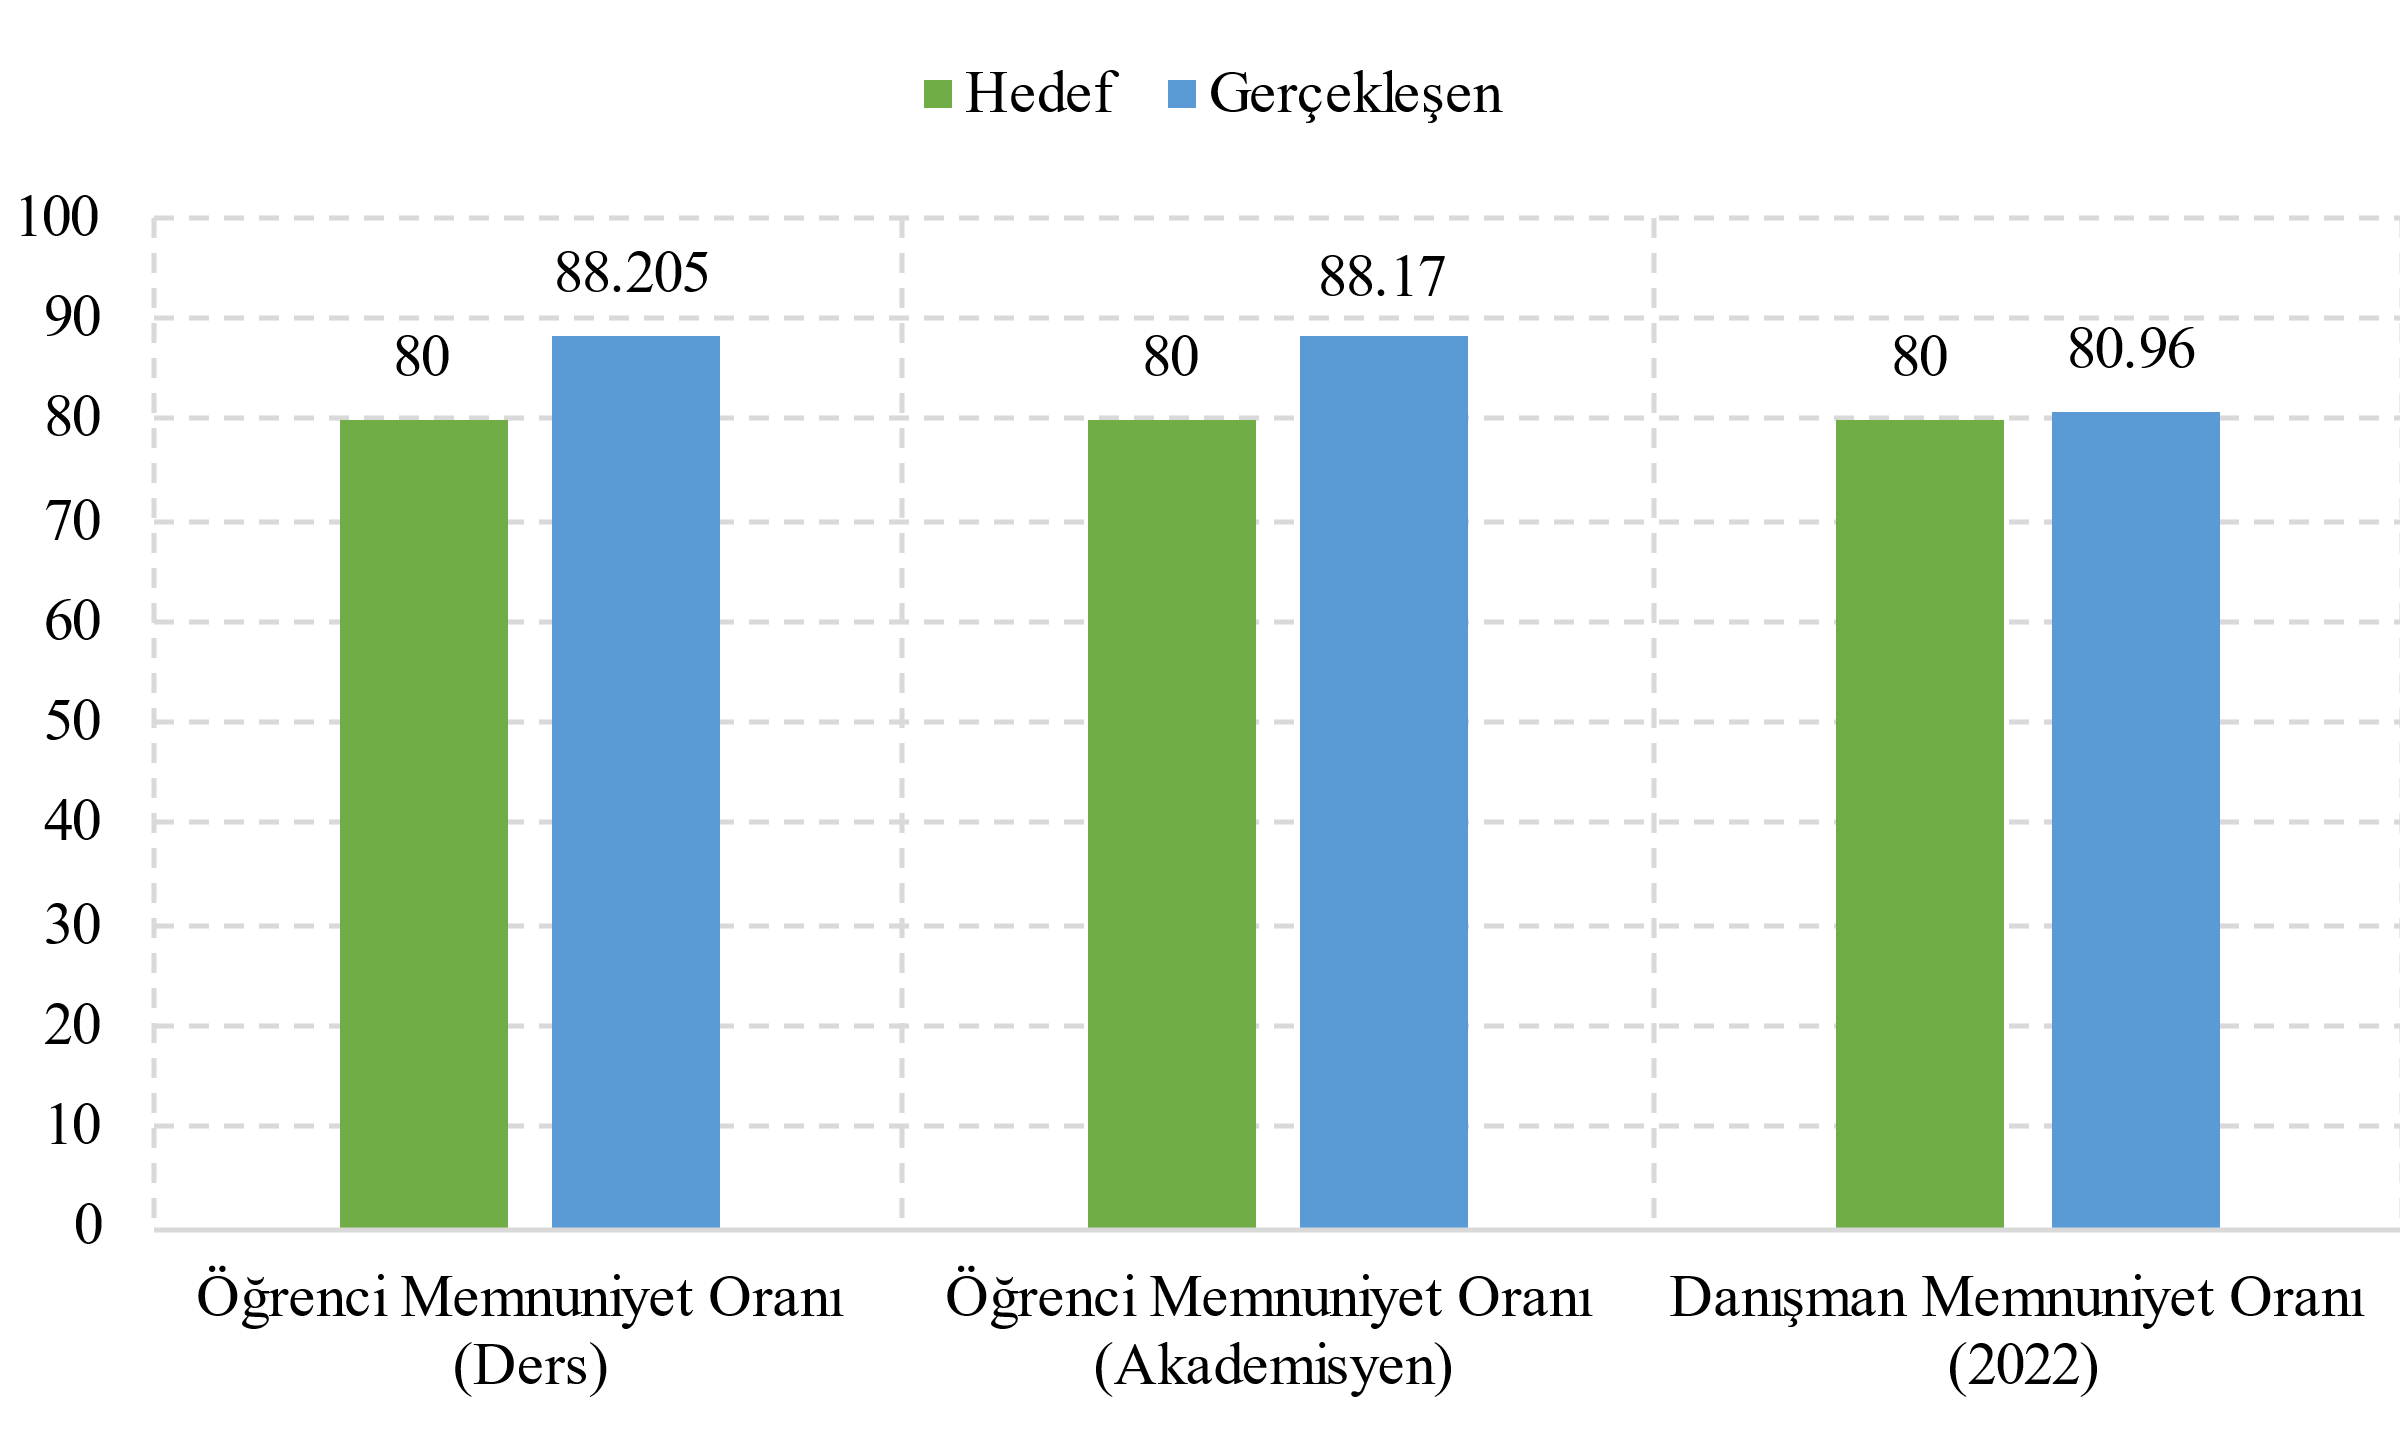 Hedef Gerçekleşen
100
90
80
70
60
50
40
30
20
10
0
80 88.205
80 88.17
80 80.96
Öğrenci Memnuniyet Oranı
(Ders)
Öğrenci Memnuniyet Oranı
(Akademisyen)
Danışman Memnuniyet Oranı
(2022)